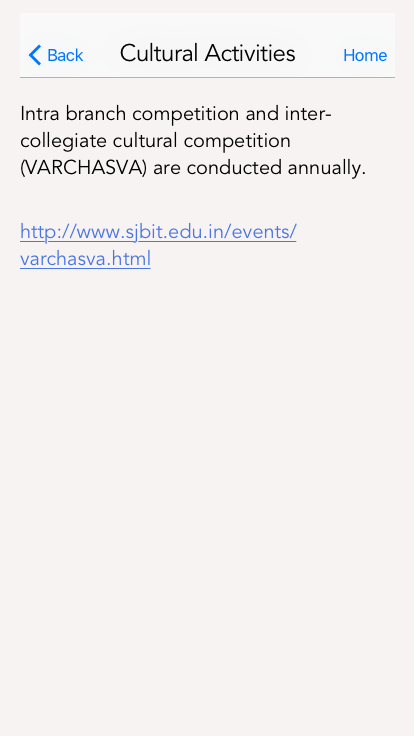 Back Cultural Activities Home
Intra branch competition and inter-
collegiate cultural competition
(VARCHASVA) are conducted annually.
http://www.sjbit.edu.in/events/
varchasva.html